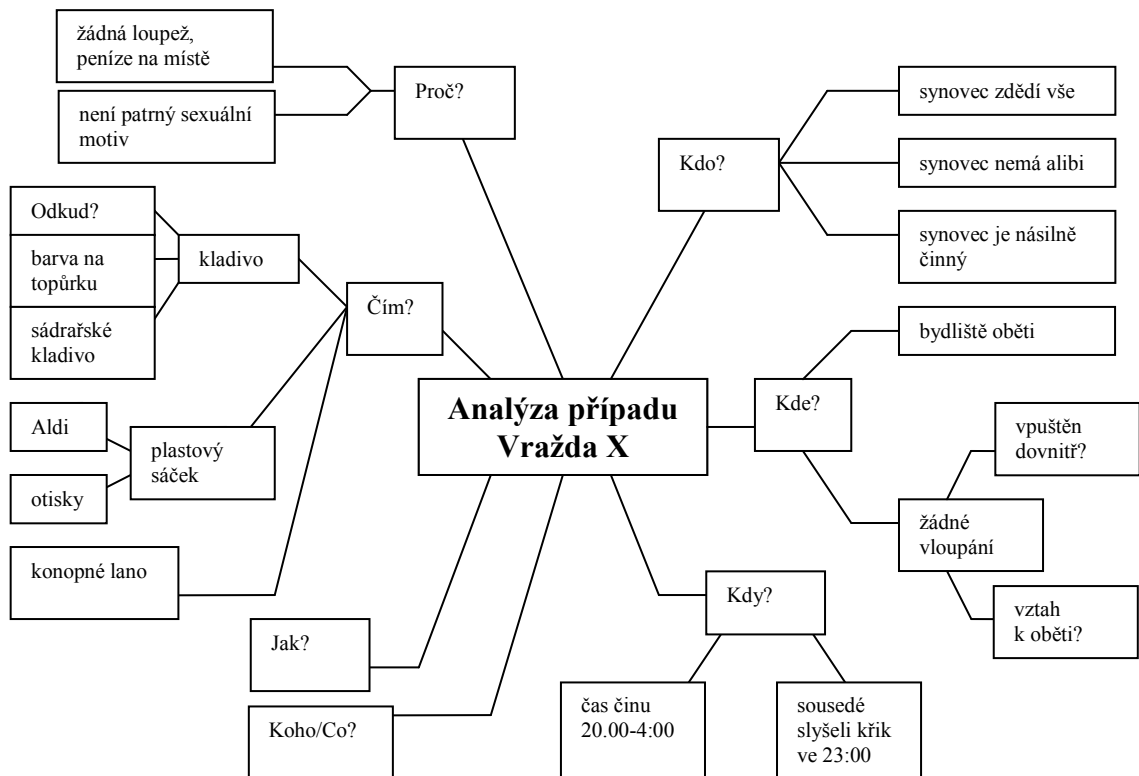 žádná loupež,
peníze na místě
není patrný sexuální
motiv
Proč?
Kdo?
synovec zdědí vše
synovec nemá alibi
synovec je násilně
činný
Odkud?
barva na
topůrku
sádrařské
kladivo
kladivo
Čím?
Aldi
otisky
plastový
sáček
konopné lano
Analýza případu
Vražda X
Kde?
bydliště oběti
vpuštěn
dovnitř?
žádné
vloupání
vztah
k oběti?
Jak?
Koho/Co?
Kdy?
čas činu
20.00-4:00
sousedé
slyšeli křik
ve 23:00